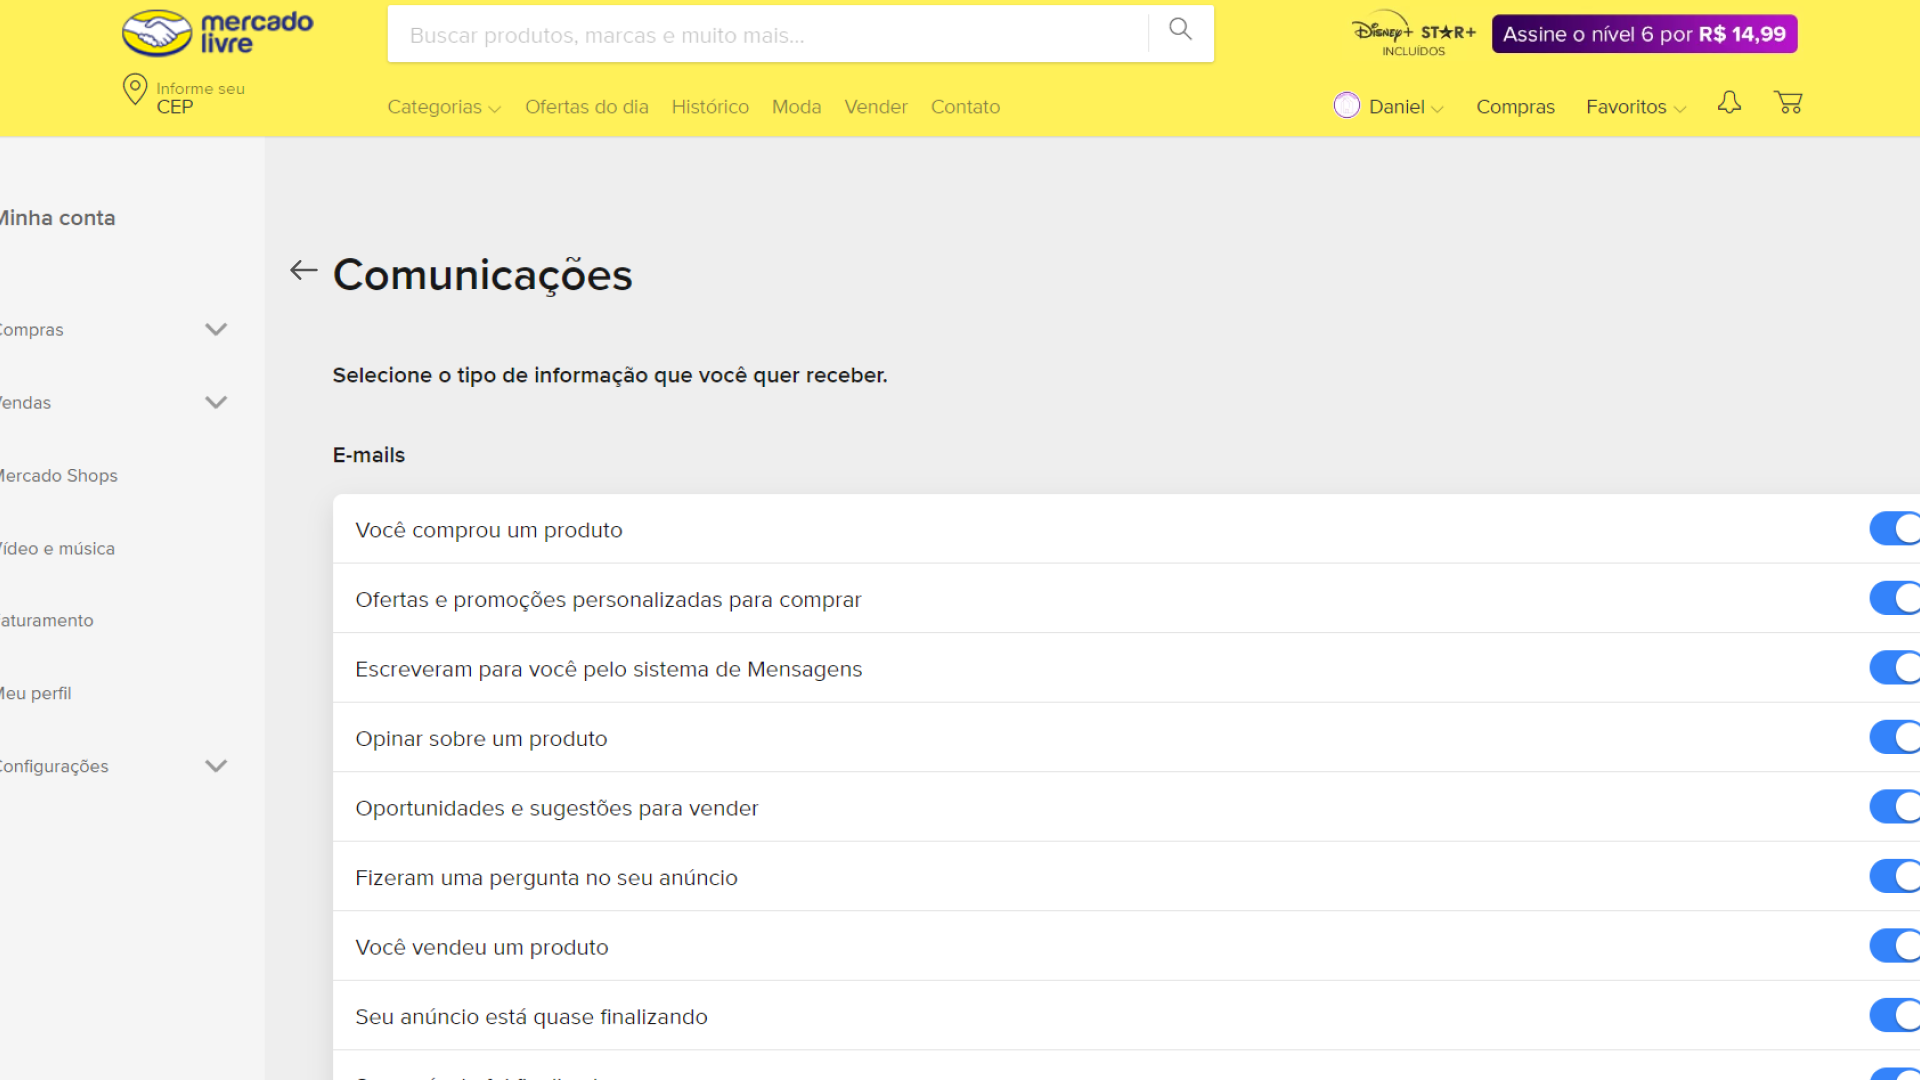 mercado
livre
Buscar produtos, marcas e muito mais...
Disney+ STAR+
INCLUÍDOS
Assine o nível 6 por R$ 14,99
Informe seu
CEP
Categorias
Ofertas do dia
Histórico
Moda
Vender
Contato
Daniel
Compras
Favoritos
Minha conta
Compras
Vendas
Mercado Shops
Vídeo e música
Faturamento
Meu perfil
Configurações
Comunicações
Selecione o tipo de informação que você quer receber.
E-mails
Você comprou um produto
Ofertas e promoções personalizadas para comprar
Escreveram para você pelo sistema de Mensagens
Opinar sobre um produto
Oportunidades e sugestões para vender
Fizeram uma pergunta no seu anúncio
Você vendeu um produto
Seu anúncio está quase finalizando